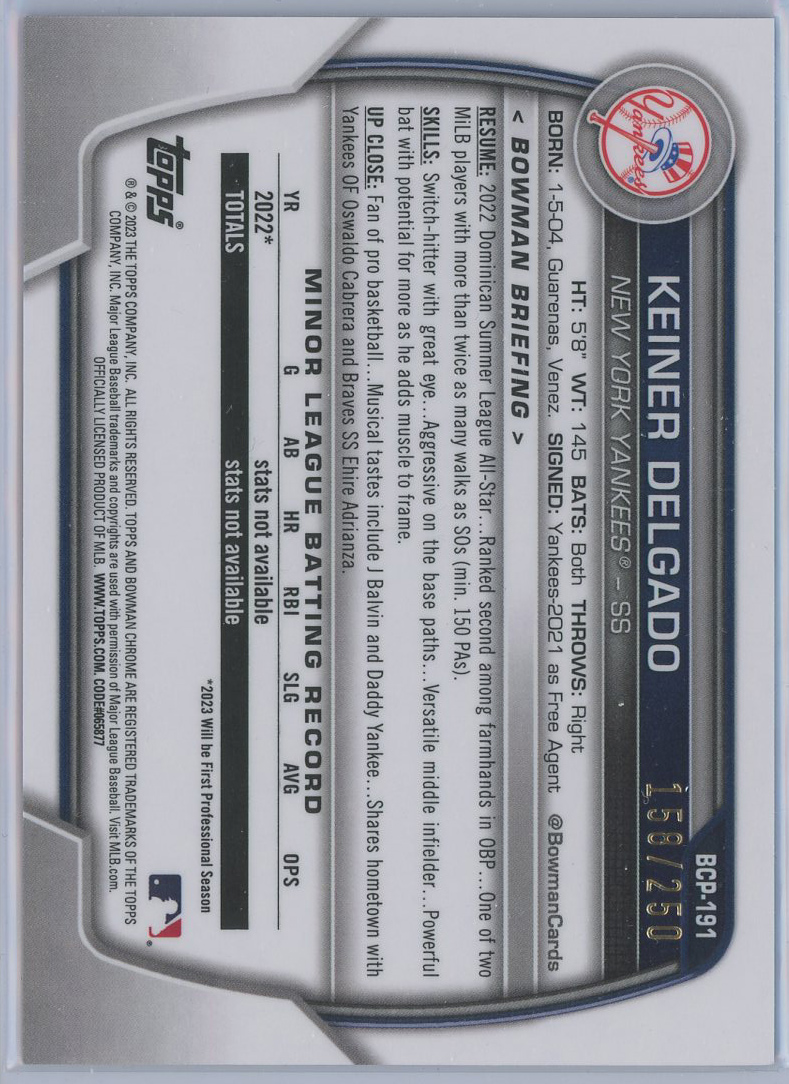 BCP-191
158/250
Yankees
KEINER DELGADO
NEW YORK YANKEES® – SS
HT: 5'8" WT: 145 BATS: Both THROWS: Right
BORN: 1-5-04, Guarenas, Venez. SIGNED: Yankees-2021 as Free Agent @BowmanCards
< BOWMAN BRIEFING >
RESUME: 2022 Dominican Summer League All-Star...Ranked second among farmhands in OBP...One of two
MiLB players with more than twice as many walks as SOs (min. 150 PAs).
SKILLS: Switch-hitter with great eye...Aggressive on the base paths...Versatile middle infielder...Powerful
bat with potential for more as he adds muscle to frame.
UP CLOSE: Fan of pro basketball...Musical tastes include J Balvin and Daddy Yankee...Shares hometown with
Yankees OF Oswaldo Cabrera and Braves SS Ehire Adrianza.
MINOR LEAGUE BATTING RECORD
YR G AB HR RBI SLG AVG OPS
2022* stats not available
TOTALS stats not available
*2023 Will be First Professional Season
topps®
® & © 2023 THE TOPPS COMPANY, INC. ALL RIGHTS RESERVED. TOPPS AND BOWMAN CHROME ARE REGISTERED TRADEMARKS OF THE TOPPS
COMPANY, INC. Major League Baseball trademarks and copyrights are used with permission of Major League Baseball. Visit MLB.com.
OFFICIALLY LICENSED PRODUCT OF MLB. WWW.TOPPS.COM. CODE#065877